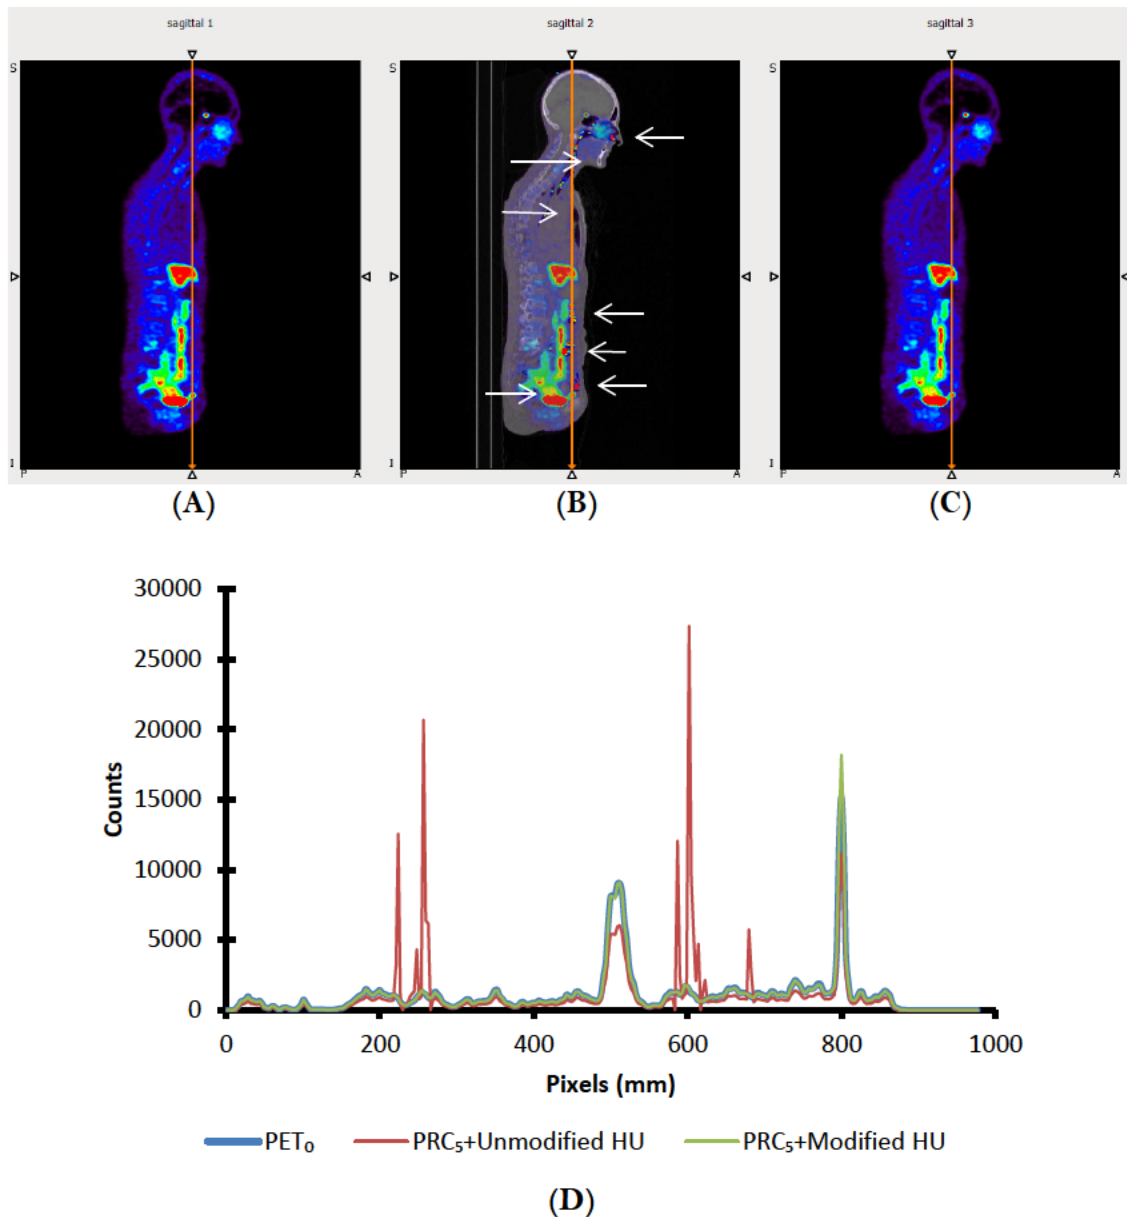 sagittal 1 sagittal 2 sagittal 3
S S S
I I I
P A P A P A
(A) (B) (C)
30000
25000
20000
15000
10000
5000
0
Counts
0 200 400 600 800 1000
Pixels (mm)
PET₀ PRC₅+Unmodified HU PRC₅+Modified HU
(D)